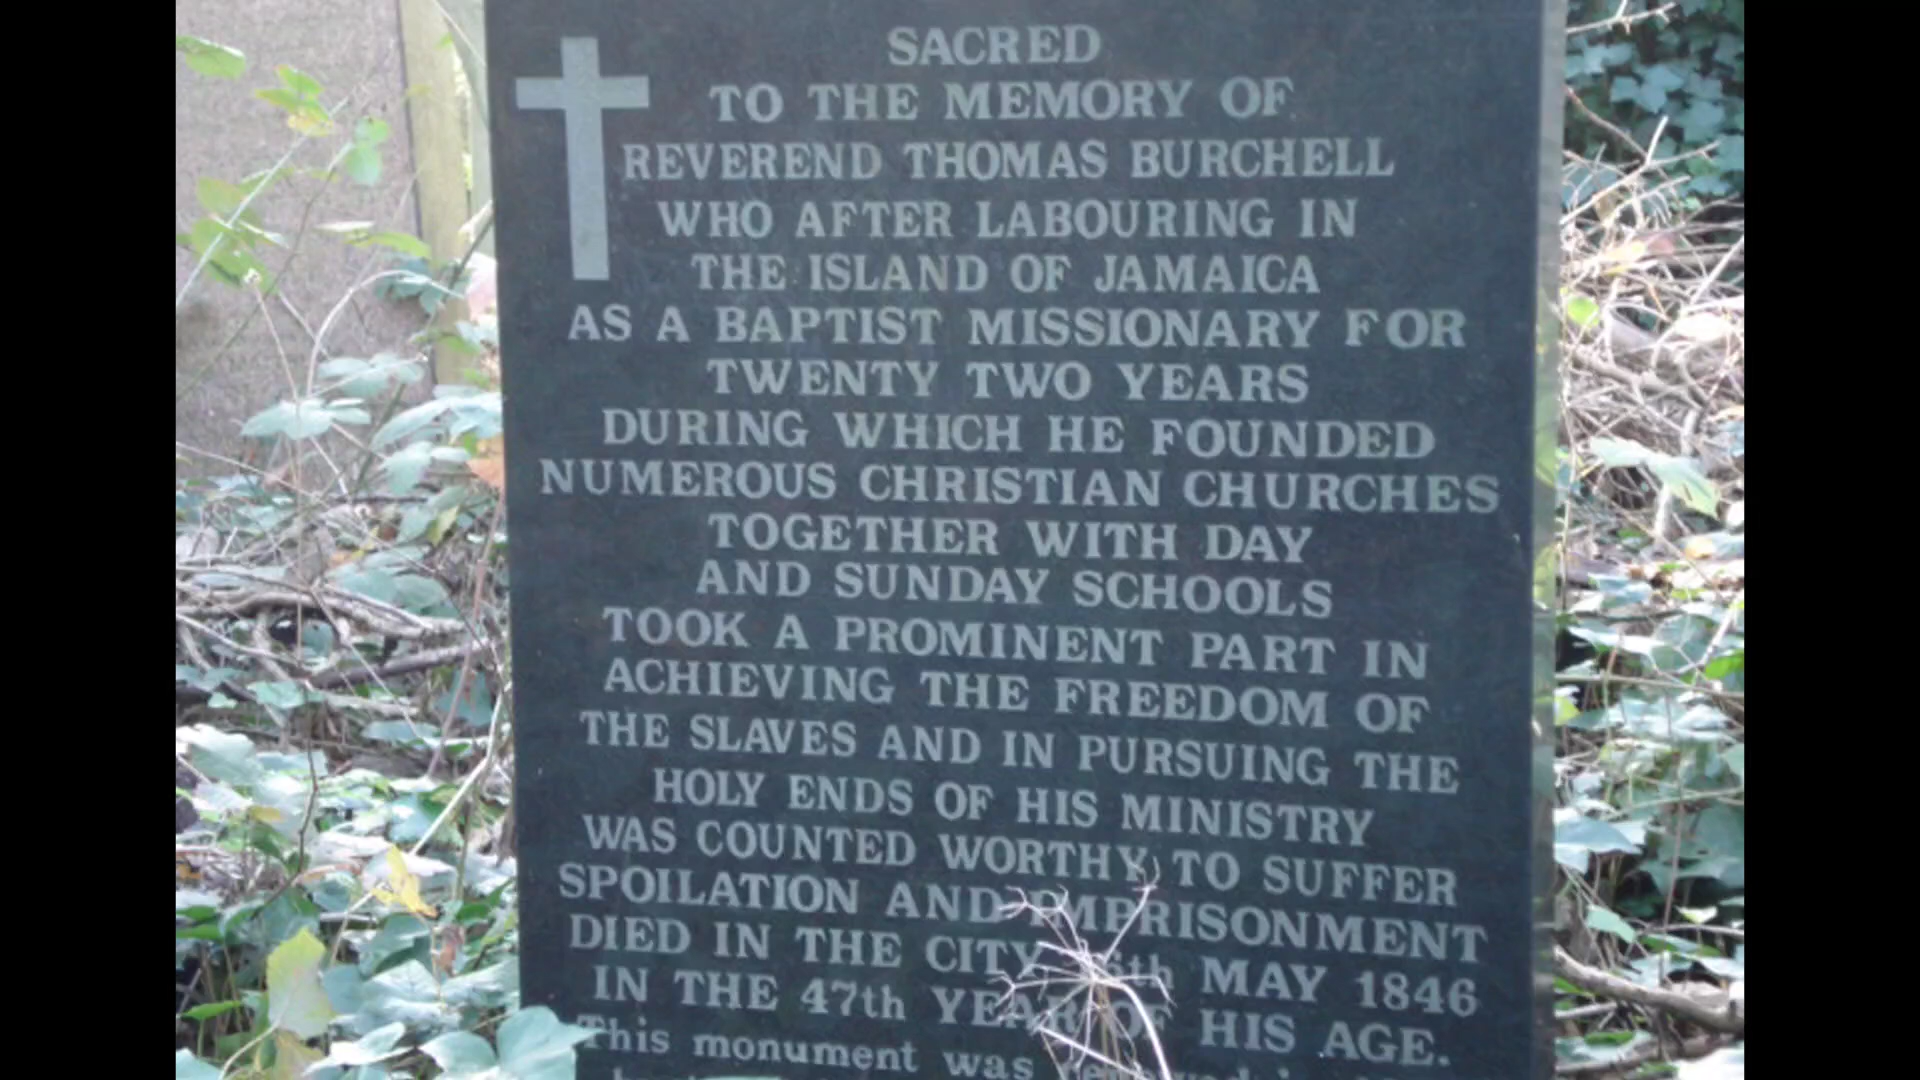 SACRED
TO THE MEMORY OF
REVEREND THOMAS BURCHELL
WHO AFTER LABOURING IN
THE ISLAND OF JAMAICA
AS A BAPTIST MISSIONARY FOR
TWENTY TWO YEARS
DURING WHICH HE FOUNDED
NUMEROUS CHRISTIAN CHURCHES
TOGETHER WITH DAY
AND SUNDAY SCHOOLS
TOOK A PROMINENT PART IN
ACHIEVING THE FREEDOM OF
THE SLAVES AND IN PURSUING THE
HOLY ENDS OF HIS MINISTRY
WAS COUNTED WORTHY TO SUFFER
SPOILATION AND IMPRISONMENT
DIED IN THE CITY MAY 1846
IN THE 47th YEAR OF HIS AGE.
This monument was